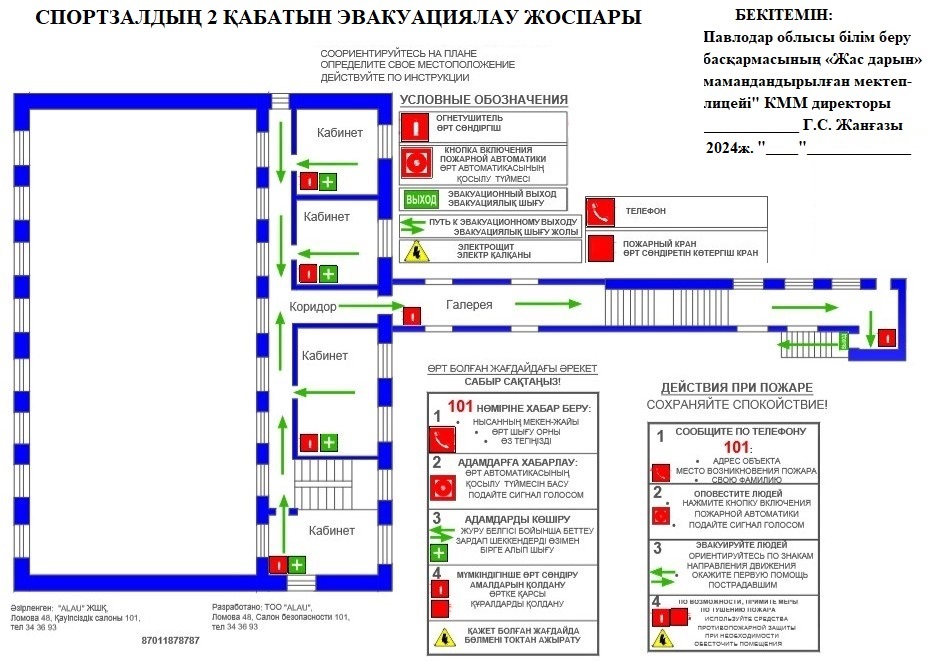 СПОРТЗАЛДЫҢ 2 ҚАБАТЫН ЭВАКУАЦИЯЛАУ ЖОСПАРЫ
БЕКІТЕМІН:
Павлодар облысы білім беру
басқармасының «Жас дарын»
мамандандырылған мектеп-
лицейі" КММ директоры
____________ Г.С. Жанғазы
2024ж. "____"_____________
СООРИЕНТИРУЙТЕСЬ НА ПЛАНЕ
ОПРЕДЕЛИТЕ СВОЕ МЕСТОПОЛОЖЕНИЕ
ДЕЙСТВУЙТЕ ПО ИНСТРУКЦИИ
УСЛОВНЫЕ ОБОЗНАЧЕНИЯ
ОГНЕТУШИТЕЛЬ
ӨРТ СӨНДІРГІШ
КНОПКА ВКЛЮЧЕНИЯ
ПОЖАРНОЙ АВТОМАТИКИ
ӨРТ АВТОМАТИКАСЫНЫҢ
ҚОСЫЛУ ТҮЙМЕСІ
ВЫХОД
ЭВАКУАЦИОННЫЙ ВЫХОД
ЭВАКУАЦИЯЛЫҚ ШЫҒУ
ПУТЬ К ЭВАКУАЦИОННОМУ ВЫХОДУ
ЭВАКУАЦИЯЛЫҚ ШЫҒУ ЖОЛЫ
ЭЛЕКТРОЩИТ
ЭЛЕКТР ҚАЛҚАНЫ
ТЕЛЕФОН
ПОЖАРНЫЙ КРАН
ӨРТ СӨНДІРЕТІН КӨТЕРГІШ КРАН
Кабинет
Кабинет
Коридор
Галерея
Кабинет
Кабинет
ӨРТ БОЛҒАН ЖАҒДАЙДАҒЫ ӘРЕКЕТ
САБЫР САҚТАҢЫЗ!
1
101 НӨМІРІНЕ ХАБАР БЕРУ:
• НЫСАННЫҢ МЕКЕН-ЖАЙЫ
• ӨРТ ШЫҒУ ОРНЫ
• ӨЗ ТЕГІҢІЗДІ
2 АДАМДАРҒА ХАБАРЛАУ:
ӨРТ АВТОМАТИКАСЫНЫҢ
ҚОСЫЛУ ТҮЙМЕСІН БАСУ
ПОДАЙТЕ СИГНАЛ ГОЛОСОМ
3 АДАМДАРДЫ КӨШІРУ
ЖУРУ БЕЛГІСІ БОЙЫНША БЕТТЕУ
ЗАРДАП ШЕККЕНДЕРДІ ӨЗІМЕН
БІРГЕ АЛЫП ШЫҒУ
4 МҮМКІНДІГІНШЕ ӨРТ СӨНДІРУ
АМАЛДАРЫН ҚОЛДАНУ
ӨРТКЕ ҚАРСЫ
ҚҰРАЛДАРДЫ ҚОЛДАНУ
ҚАЖЕТ БОЛҒАН ЖАҒДАЙДА
БӨЛМЕНІ ТОКТАН АЖЫРАТУ
ДЕЙСТВИЯ ПРИ ПОЖАРЕ
СОХРАНЯЙТЕ СПОКОЙСТВИЕ!
1 СООБЩИТЕ ПО ТЕЛЕФОНУ
101:
• АДРЕС ОБЪЕКТА
МЕСТО ВОЗНИКНОВЕНИЯ ПОЖАРА
• СВОЮ ФАМИЛИЮ
2 ОПОВЕСТИТЕ ЛЮДЕЙ
• НАЖМИТЕ КНОПКУ ВКЛЮЧЕНИЯ
ПОЖАРНОЙ АВТОМАТИКИ
• ПОДАЙТЕ СИГНАЛ ГОЛОСОМ
3 ЭВАКУИРУЙТЕ ЛЮДЕЙ
ОРИЕНТИРУЙТЕСЬ ПО ЗНАКАМ
НАПРАВЛЕНИЯ ДВИЖЕНИЯ
• ОКАЖИТЕ ПЕРВУЮ ПОМОЩЬ
ПОСТРАДАВШИМ
4 ПО ВОЗМОЖНОСТИ, ПРИМИТЕ МЕРЫ
ПО ТУШЕНИЮ ПОЖАРА
• ИСПОЛЬЗУЙТЕ СРЕДСТВА
ПРОТИВОПОЖАРНОЙ ЗАЩИТЫ
ПРИ НЕОБХОДИМОСТИ
ОБЕСТОЧИТЬ ПОМЕЩЕНИЯ
Әзірленген: "ALAU" ЖШҚ,
Ломова 48, Қауіпсіздік салоны 101,
тел 34 36 93
Разработано: ТОО "ALAU",
Ломова 48, Салон безопасности 101,
тел 34 36 93
87011878787